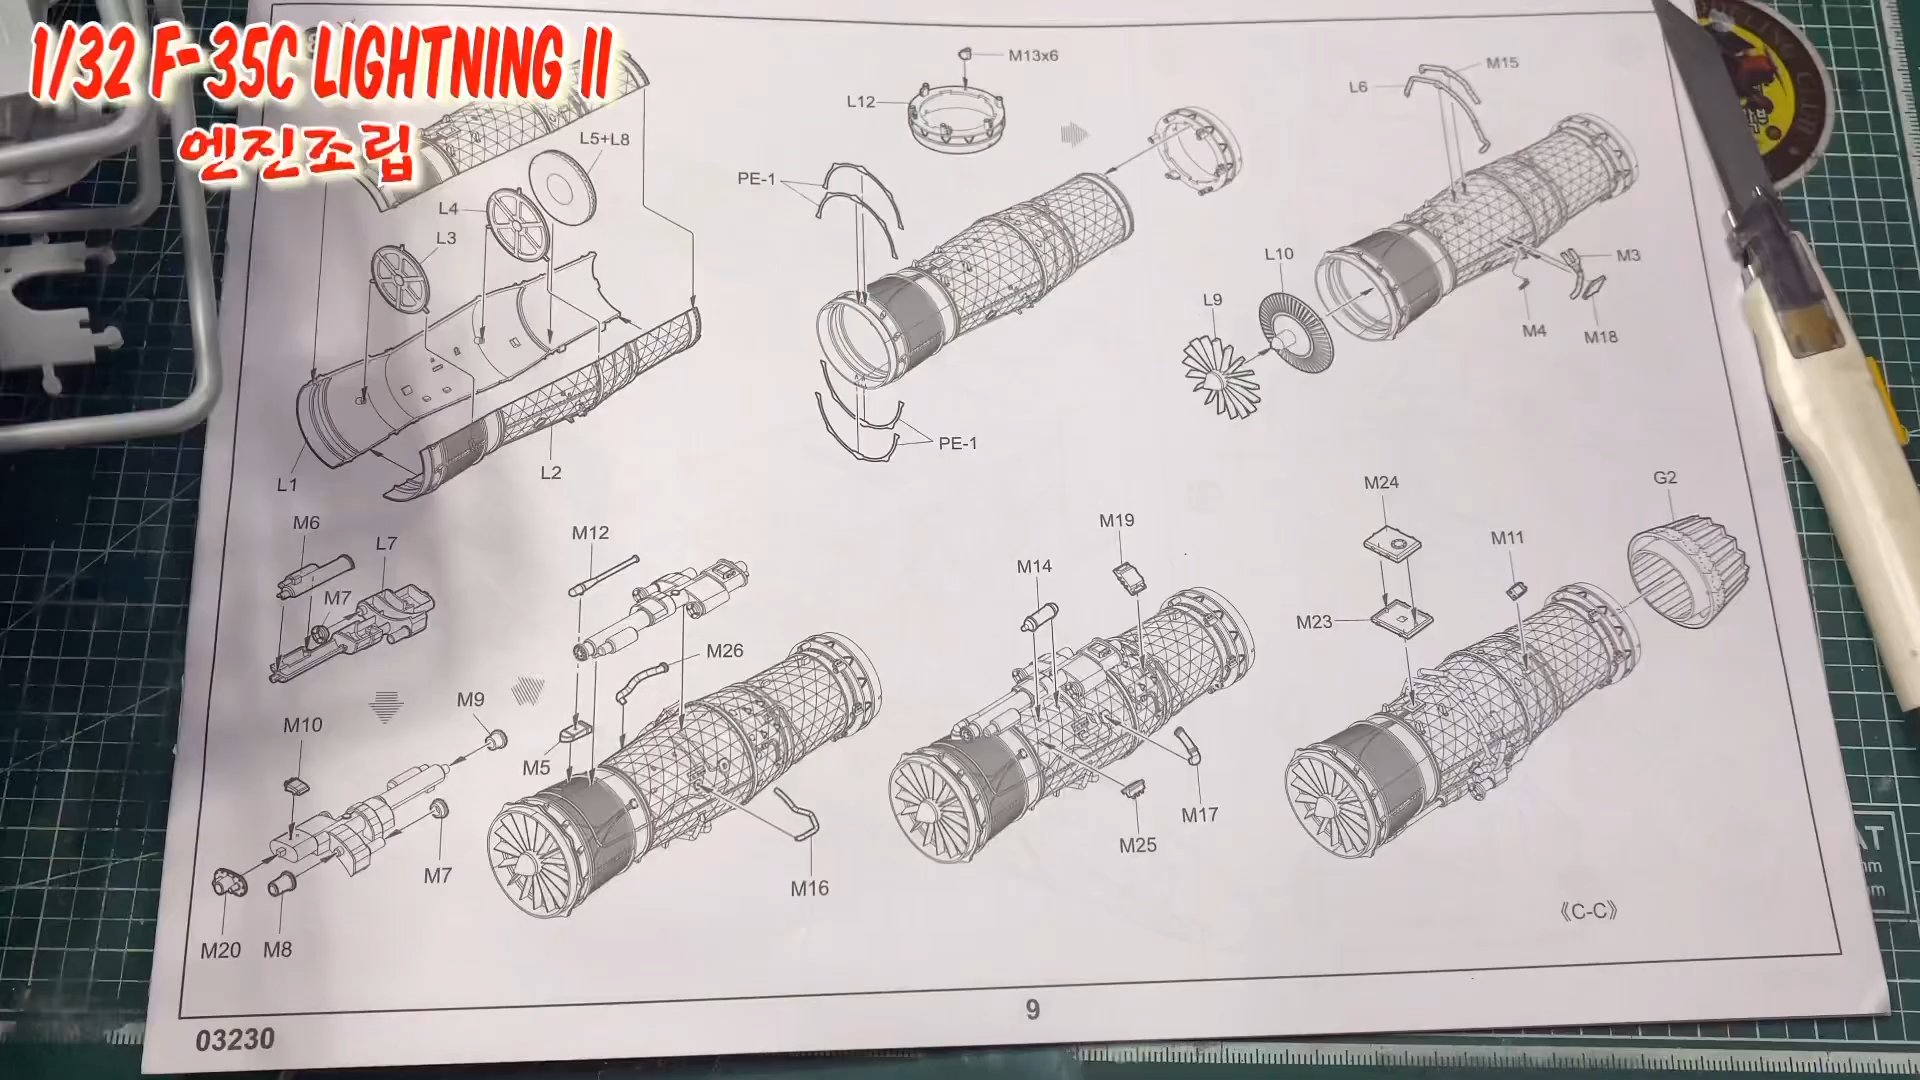 1/32 F-35C LIGHTNING II
엔진조립
L5+L8
L4
L3
L1
L2
M13x6
L12
PE-1
PE-1
M15
L6
L10
L9
M3
M4
M18
M6
L7
M7
M10
M9
M7
M20
M8
M12
M26
M5
M16
M19
M14
M17
M25
M24
M23
M11
G2
《C-C》
9
03230